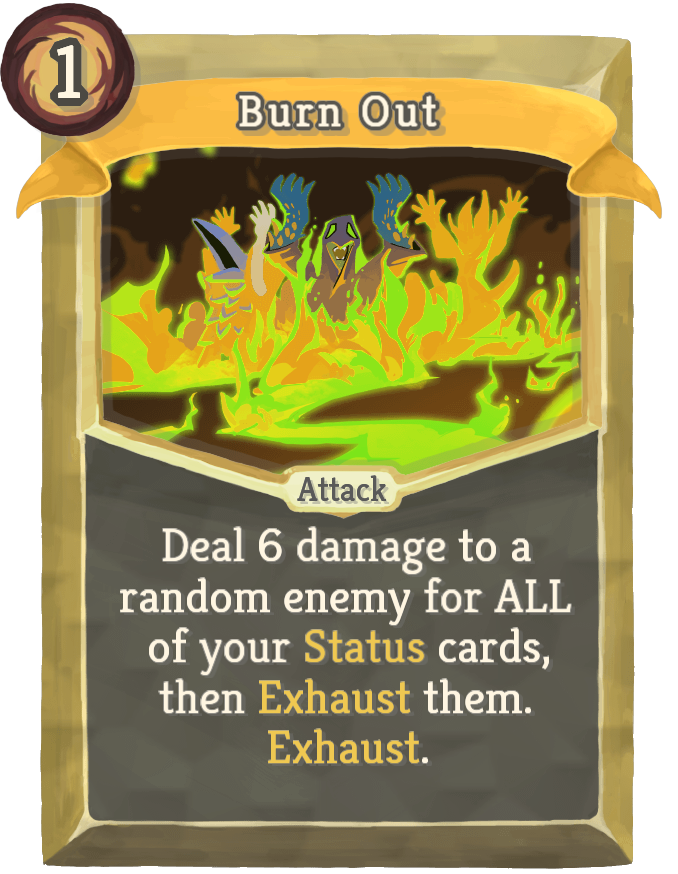 1
Burn Out
Attack
Deal 6 damage to a
random enemy for ALL
of your Status cards,
then Exhaust them.
Exhaust.